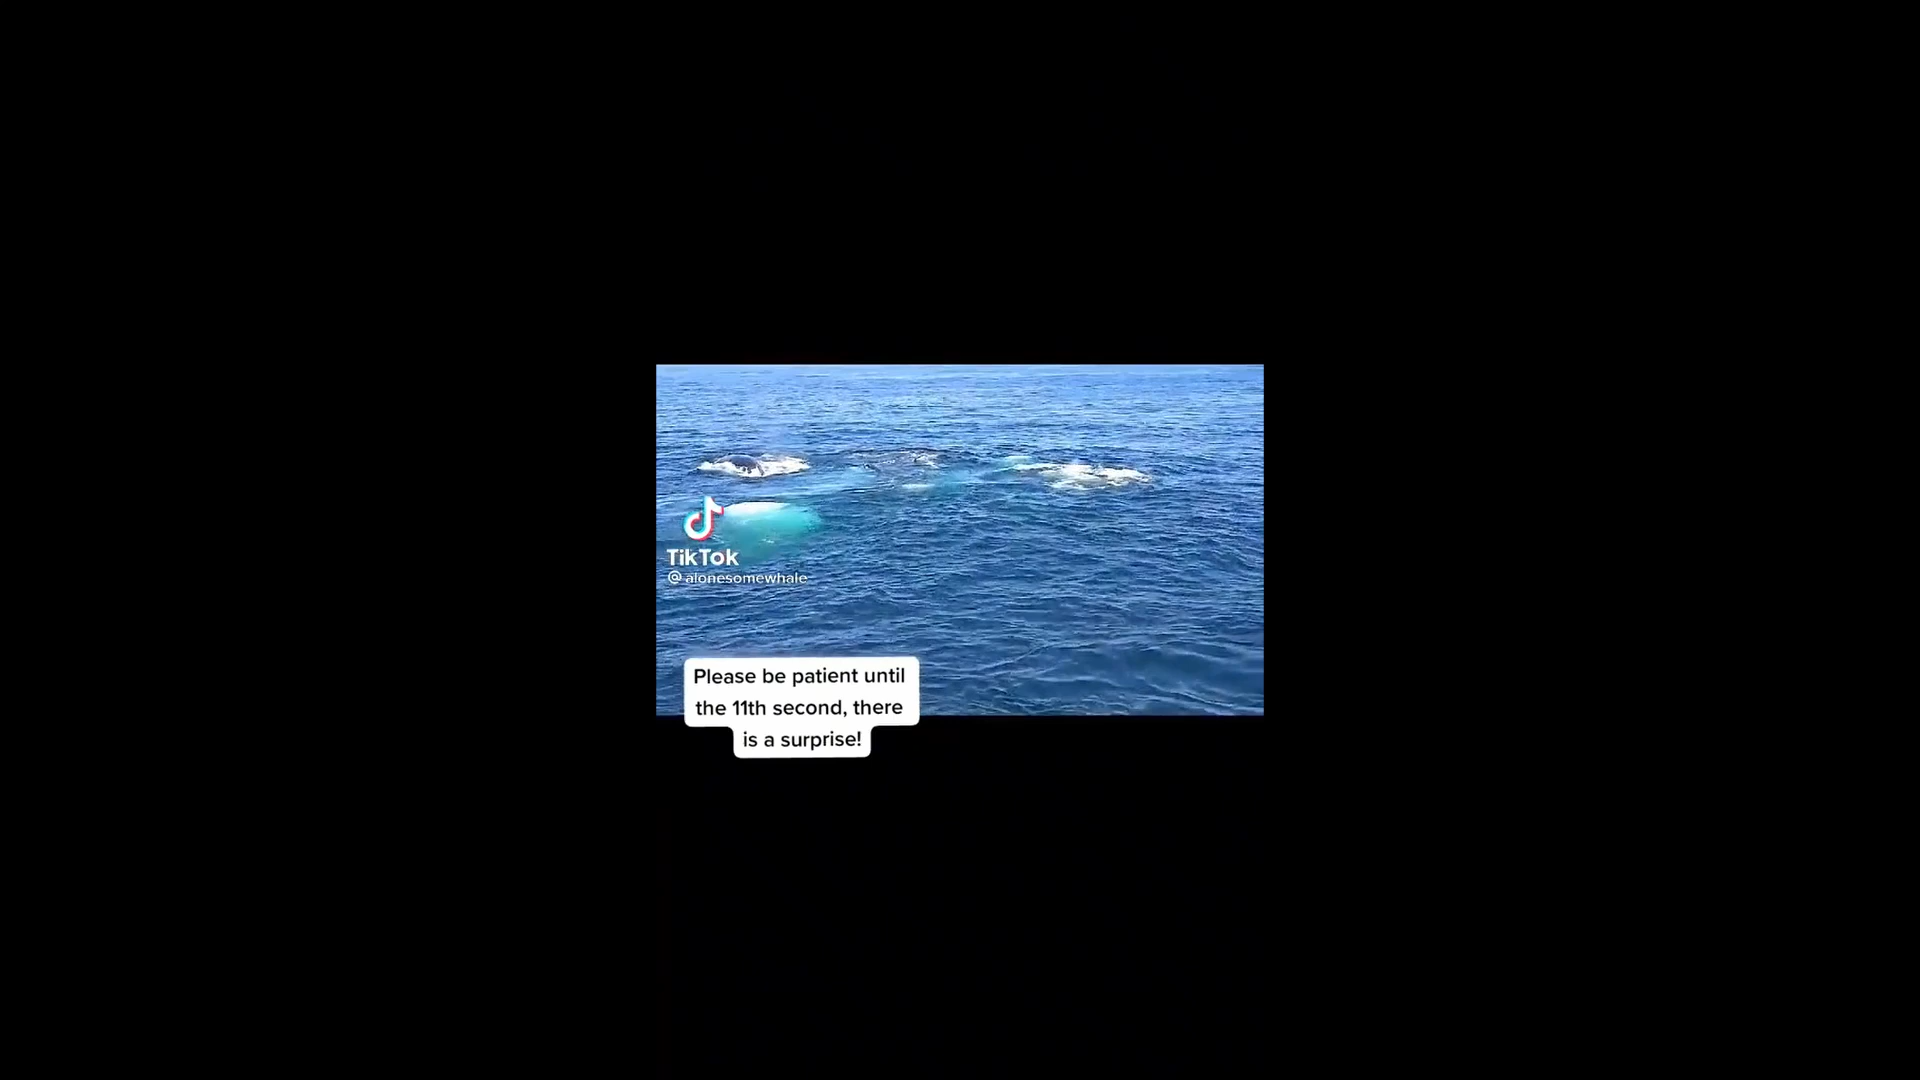 TikTok
@alonesomewhale
Please be patient until
the 11th second, there
is a surprise!